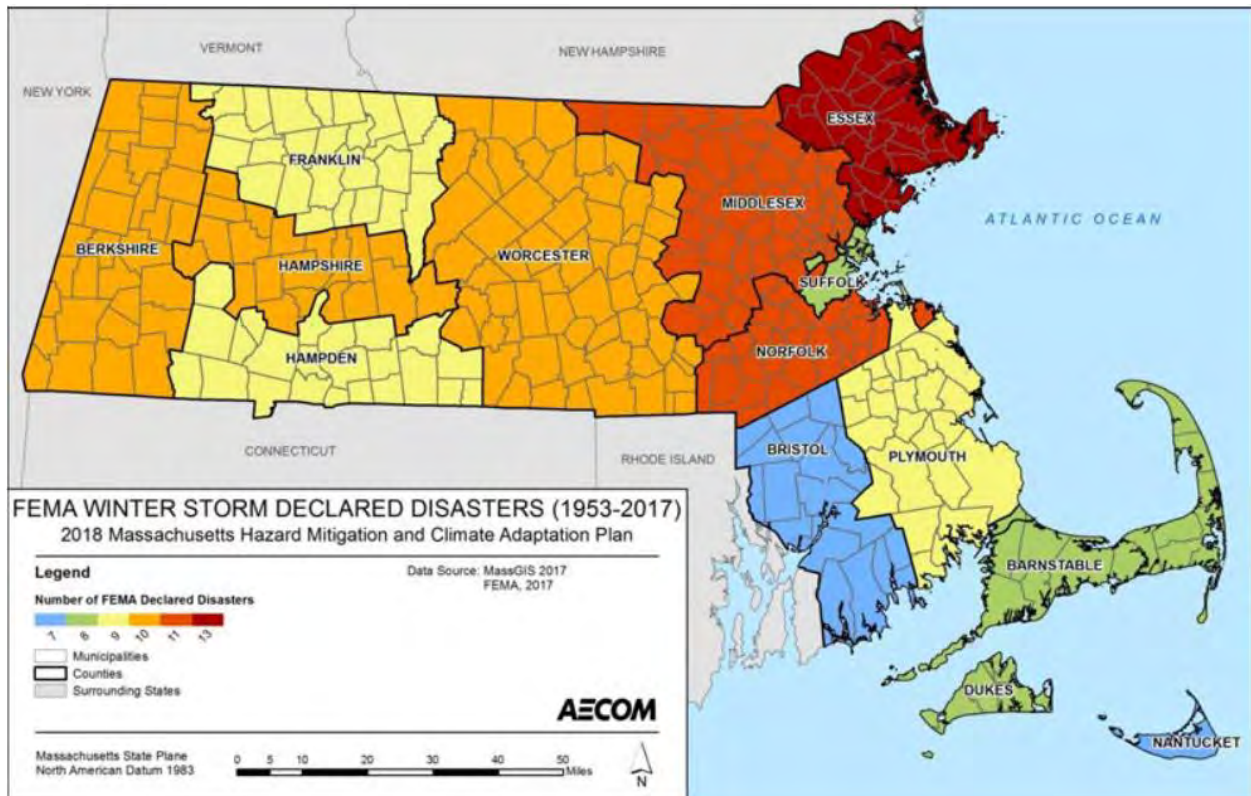 VERMONT
NEW HAMPSHIRE
NEW YORK
ESSEX
FRANKLIN
MIDDLESEX
ATLANTIC OCEAN
BERKSHIRE
HAMPSHIRE
WORCESTER
SUFFOLK
HAMPDEN
NORFOLK
CONNECTICUT
RHODE ISLAND
BRISTOL
PLYMOUTH
BARNSTABLE
DUKES
NANTUCKET
FEMA WINTER STORM DECLARED DISASTERS (1953-2017)
2018 Massachusetts Hazard Mitigation and Climate Adaptation Plan
Legend
Data Source: MassGIS 2017
FEMA, 2017
Number of FEMA Declared Disasters
7 8 9 10 11 13
Municipalities
Counties
Surrounding States
AECOM
Massachusetts State Plane
North American Datum 1983
0 10 20 30 40 50
Miles
N